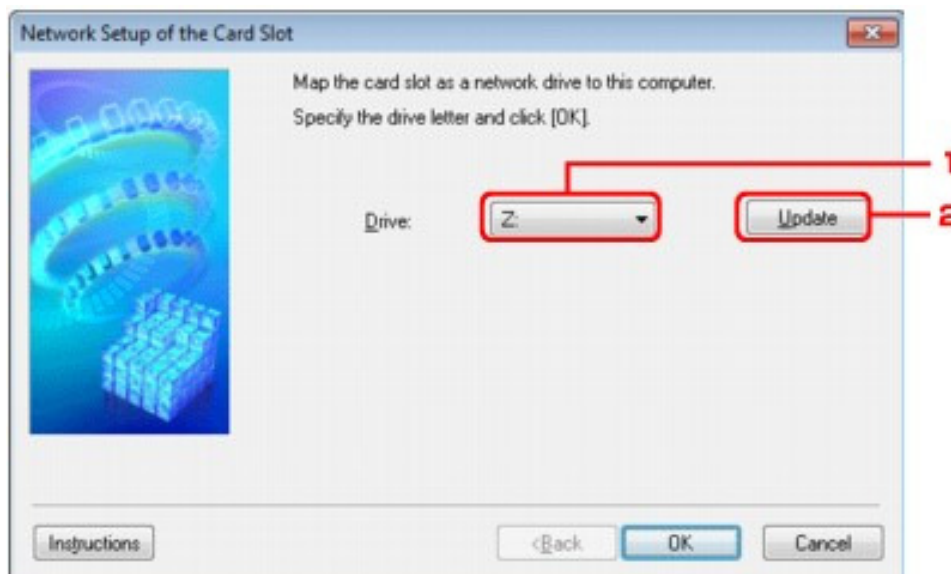 Network Setup of the Card Slot
Map the card slot as a network drive to this computer.
Specify the drive letter and click [OK].
1
Drive: Z: Update
2
Instructions <Back OK Cancel